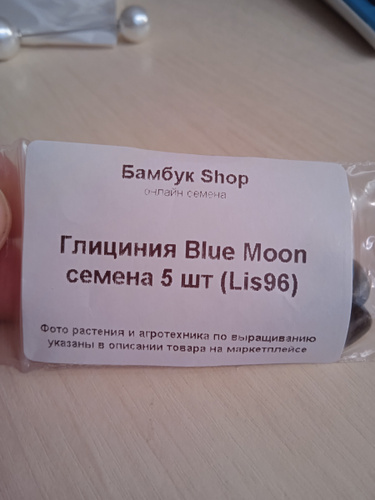 Бамбук Shop
онлайн семена
Глициния Blue Moon
семена 5 шт (Lis96)
Фото растения и агротехника по выращиванию
указаны в описании товара на маркетплейсе